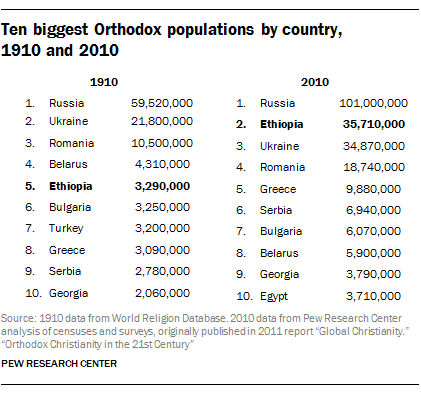 Ten biggest Orthodox populations by country,
1910 and 2010
1910
1. Russia 59,520,000
2. Ukraine 21,800,000
3. Romania 10,500,000
4. Belarus 4,310,000
5. Ethiopia 3,290,000
6. Bulgaria 3,250,000
7. Turkey 3,200,000
8. Greece 3,090,000
9. Serbia 2,780,000
10. Georgia 2,060,000
2010
1. Russia 101,000,000
2. Ethiopia 35,710,000
3. Ukraine 34,870,000
4. Romania 18,740,000
5. Greece 9,880,000
6. Serbia 6,940,000
7. Bulgaria 6,070,000
8. Belarus 5,900,000
9. Georgia 3,790,000
10. Egypt 3,710,000
Source: 1910 data from World Religion Database. 2010 data from Pew Research Center
analysis of censuses and surveys, originally published in 2011 report “Global Christianity.”
“Orthodox Christianity in the 21st Century”
PEW RESEARCH CENTER